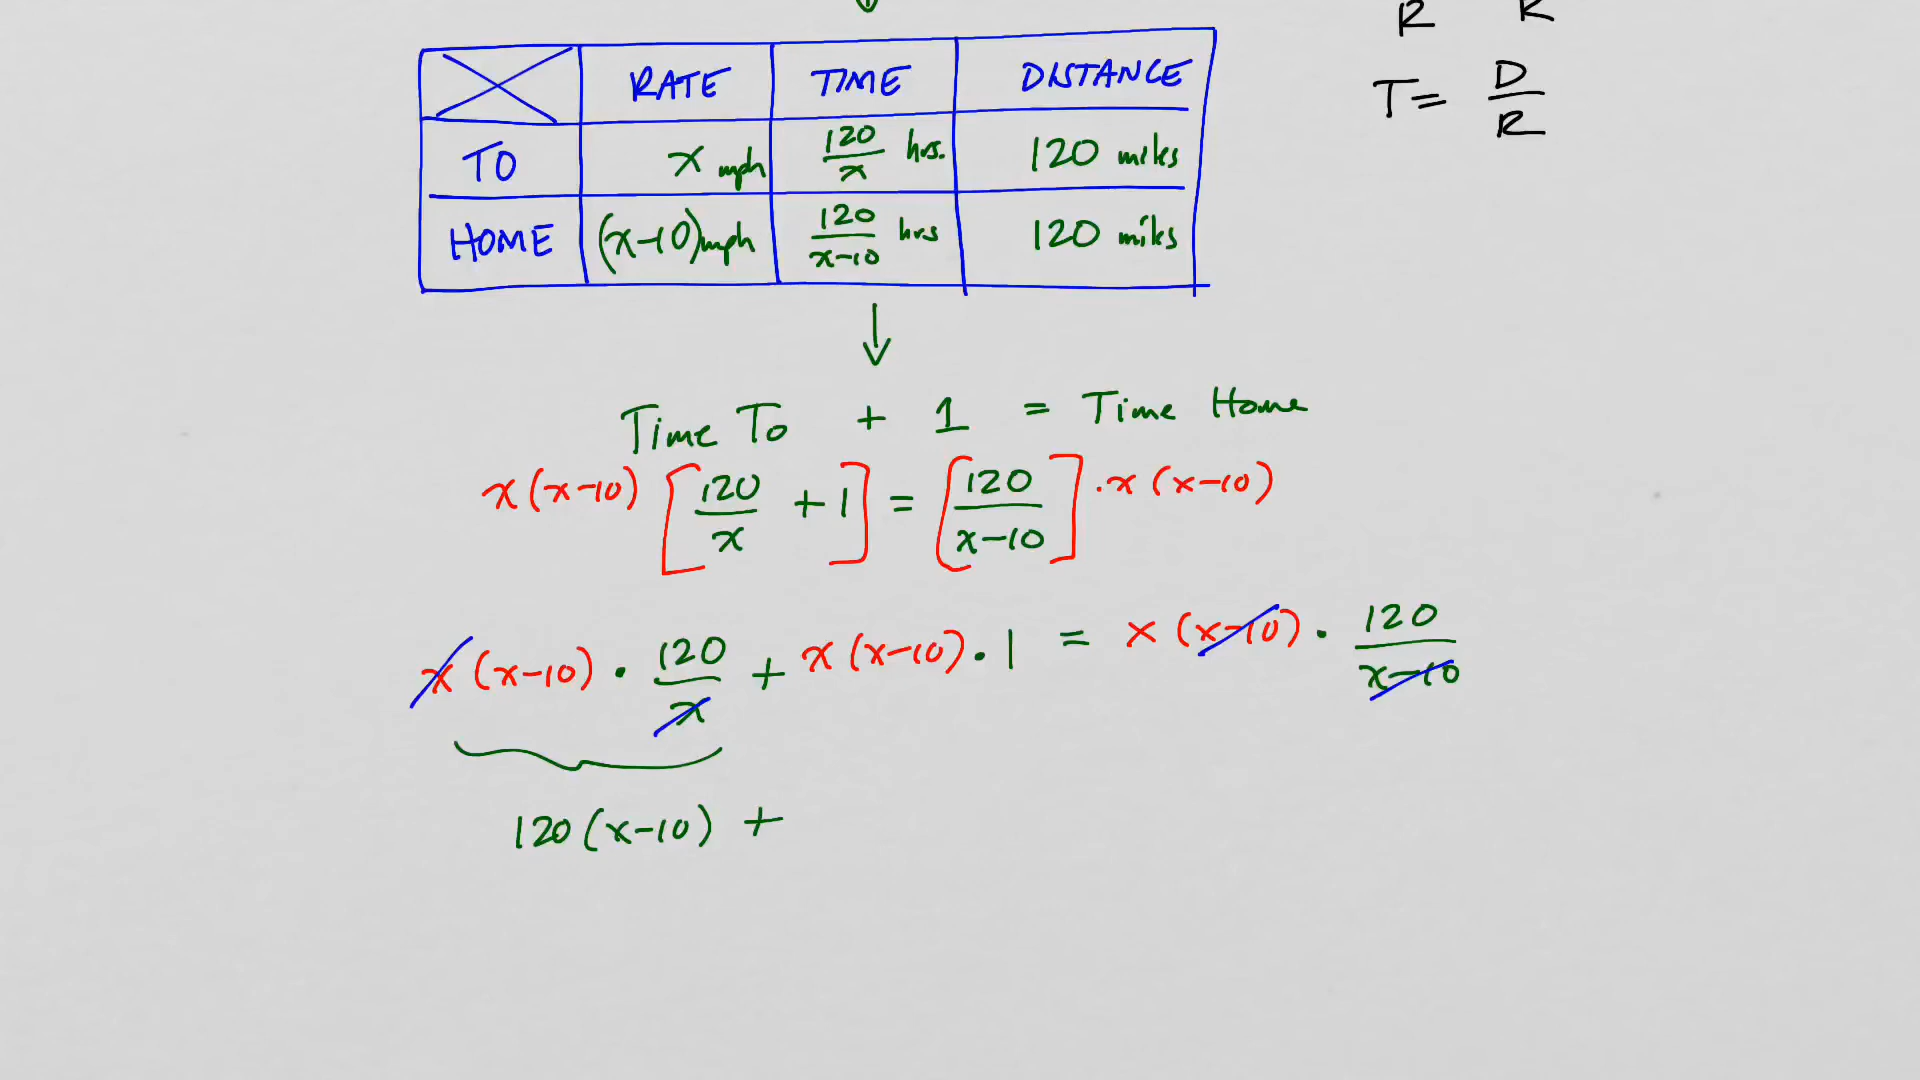 R R
T = D/R
RATE TIME DISTANCE
TO x mph 120/x hrs. 120 miles
HOME (x-10)mph 120/x-10 hrs 120 miles
↓
Time To + 1 = Time Home
x(x-10) [120/x + 1] = [120/x-10] · x(x-10)
x(x-10) · 120/x + x(x-10) · 1 = x(x-10) · 120/x-10
120(x-10) +